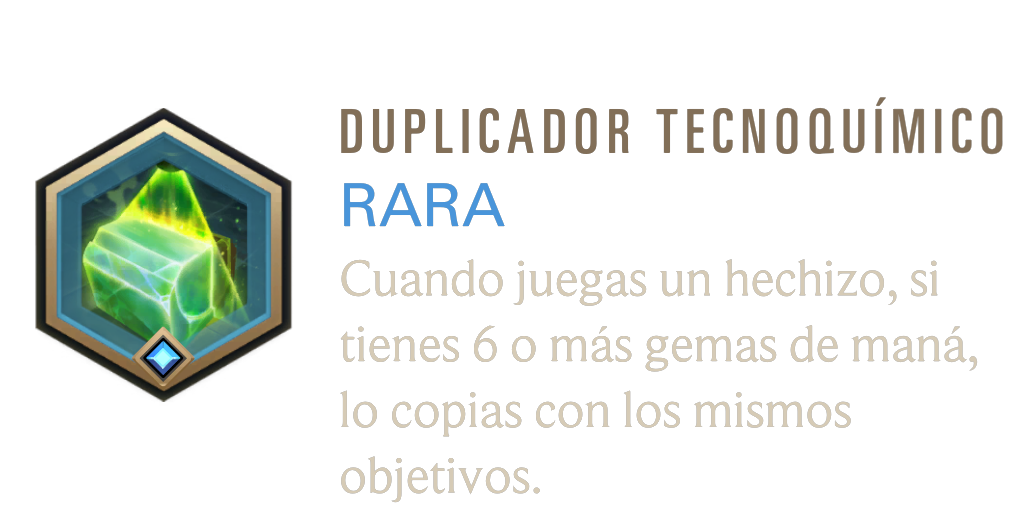 DUPLICADOR TECNOQUÍMICO
RARA
Cuando juegas un hechizo, si
tienes 6 o más gemas de maná,
lo copias con los mismos
objetivos.